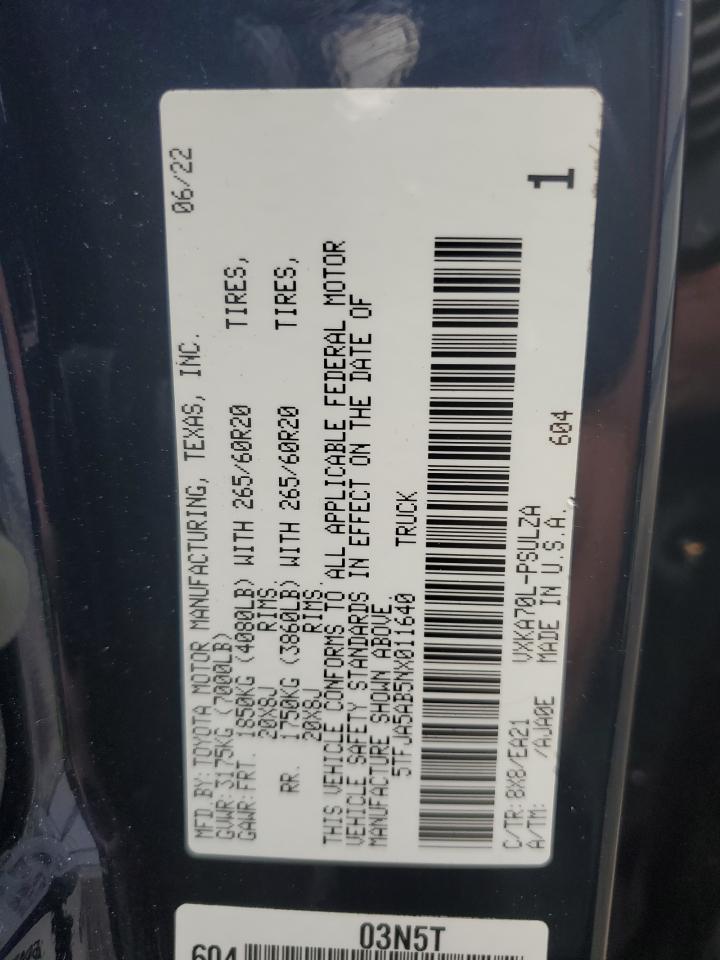 MFD.BY:TOYOTA MOTOR MANUFACTURING, TEXAS, INC. 06/22
GVWR:3175KG (7000LB)
GAWR:FRT. 1850KG (4080LB) WITH 265/60R20 TIRES,
20X8J RIMS.
RR. 1750KG (3860LB) WITH 265/60R20 TIRES,
20X8J RIMS.
THIS VEHICLE CONFORMS TO ALL APPLICABLE FEDERAL MOTOR
VEHICLE SAFETY STANDARDS IN EFFECT ON THE DATE OF
MANUFACTURE SHOWN ABOVE.
5TFJA5AB5NX011640 TRUCK
C/TR:8X8/EA21 VXKA70L-PSULZA
A/TM: /AJA0E MADE IN U.S.A. 604 1
03N5T
604